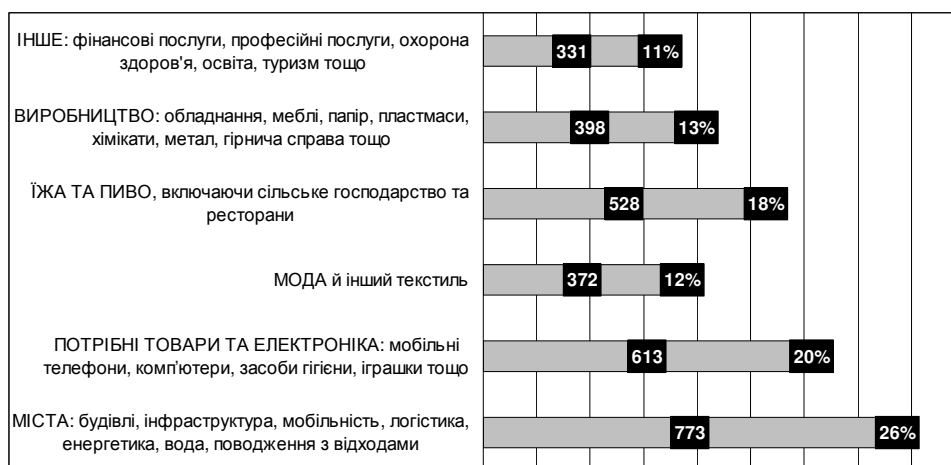 ІНШЕ: фінансові послуги, професійні послуги, охорона
здоров'я, освіта, туризм тощо
331 11%
ВИРОБНИЦТВО: обладнання, меблі, папір, пластмаси,
хімікати, метал, гірнича справа тощо
398 13%
ЇЖА ТА ПИВО, включаючи сільське господарство та
ресторани
528 18%
МОДА й інший текстиль
372 12%
ПОТРІБНІ ТОВАРИ ТА ЕЛЕКТРОНІКА: мобільні
телефони, комп'ютери, засоби гігієни, іграшки тощо
613 20%
МІСТА: будівлі, інфраструктура, мобільність, логістика,
енергетика, вода, поводження з відходами
773 26%